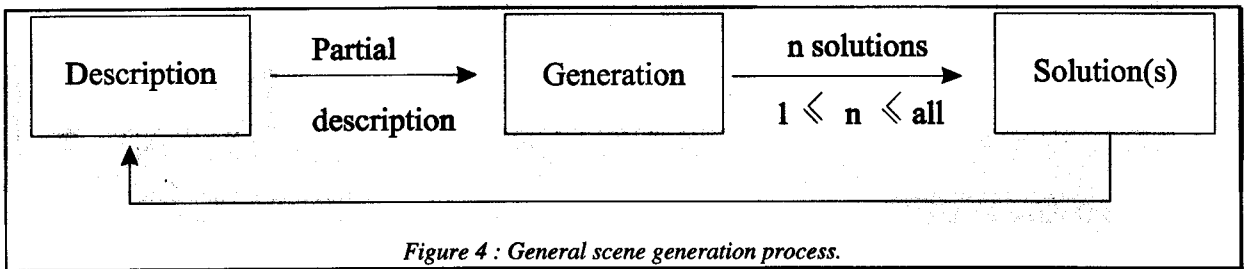 Description
Partial
description
Generation
n solutions
1 ⩽ n ⩽ all
Solution(s)
Figure 4 : General scene generation process.